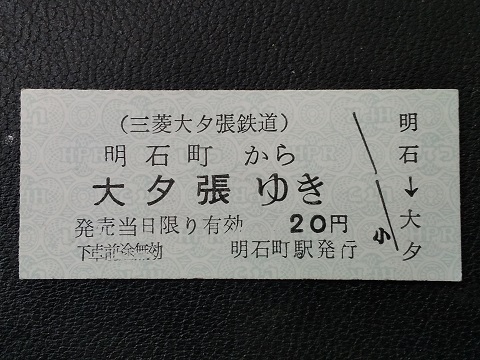 (三菱大夕張鉄道)
明石町から
大夕張ゆき
発売当日限り有効 20円
下車前途無効 明石町駅発行
明石→大夕
小